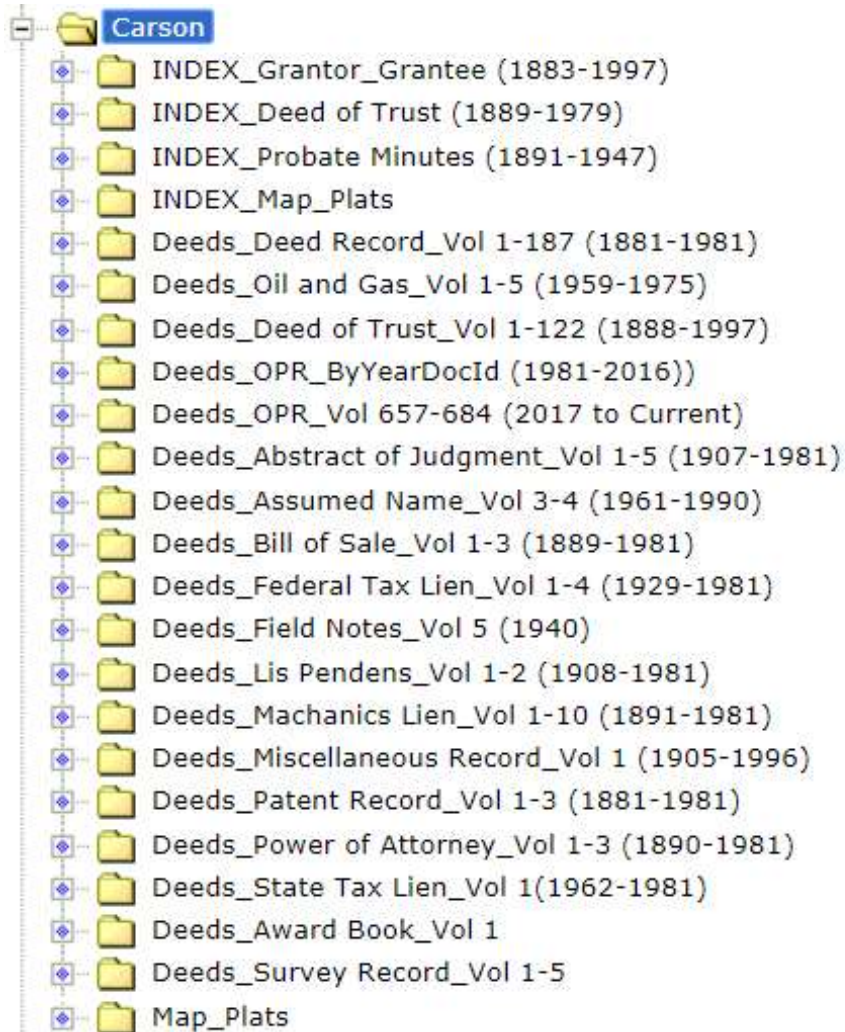 Carson
INDEX_Grantor_Grantee (1883-1997)
INDEX_Deed of Trust (1889-1979)
INDEX_Probate Minutes (1891-1947)
INDEX_Map_Plats
Deeds_Deed Record_Vol 1-187 (1881-1981)
Deeds_Oil and Gas_Vol 1-5 (1959-1975)
Deeds_Deed of Trust_Vol 1-122 (1888-1997)
Deeds_OPR_ByYearDocId (1981-2016))
Deeds_OPR_Vol 657-684 (2017 to Current)
Deeds_Abstract of Judgment_Vol 1-5 (1907-1981)
Deeds_Assumed Name_Vol 3-4 (1961-1990)
Deeds_Bill of Sale_Vol 1-3 (1889-1981)
Deeds_Federal Tax Lien_Vol 1-4 (1929-1981)
Deeds_Field Notes_Vol 5 (1940)
Deeds_Lis Pendens_Vol 1-2 (1908-1981)
Deeds_Machanics Lien_Vol 1-10 (1891-1981)
Deeds_Miscellaneous Record_Vol 1 (1905-1996)
Deeds_Patent Record_Vol 1-3 (1881-1981)
Deeds_Power of Attorney_Vol 1-3 (1890-1981)
Deeds_State Tax Lien_Vol 1(1962-1981)
Deeds_Award Book_Vol 1
Deeds_Survey Record_Vol 1-5
Map_Plats